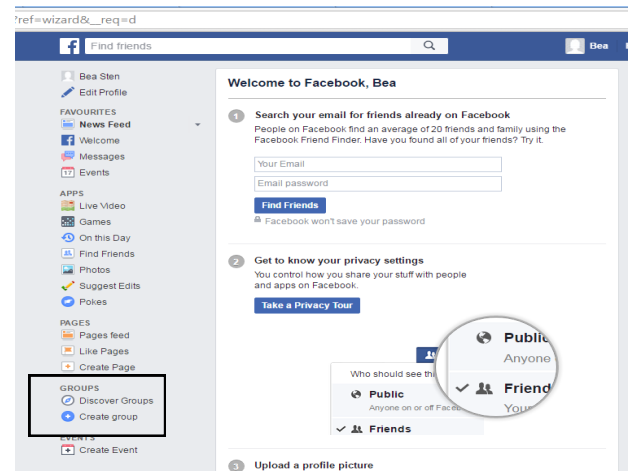 ?ref=wizard&__req=d
f Find friends
Bea
Bea Sten
Edit Profile
FAVOURITES
News Feed
Welcome
Messages
17 Events
APPS
Live Video
Games
On this Day
Find Friends
Photos
Suggest Edits
Pokes
PAGES
Pages feed
Like Pages
Create Page
GROUPS
Discover Groups
Create group
EVENTS
Create Event
Welcome to Facebook, Bea
1 Search your email for friends already on Facebook
People on Facebook find an average of 20 friends and family using the
Facebook Friend Finder. Have you found all of your friends? Try it.
Your Email
Email password
Find Friends
Facebook won't save your password
2 Get to know your privacy settings
You control how you share your stuff with people
and apps on Facebook.
Take a Privacy Tour
Who should see
Public
Anyone on or off
Friends
Public
Anyone
Friend
3 Upload a profile picture